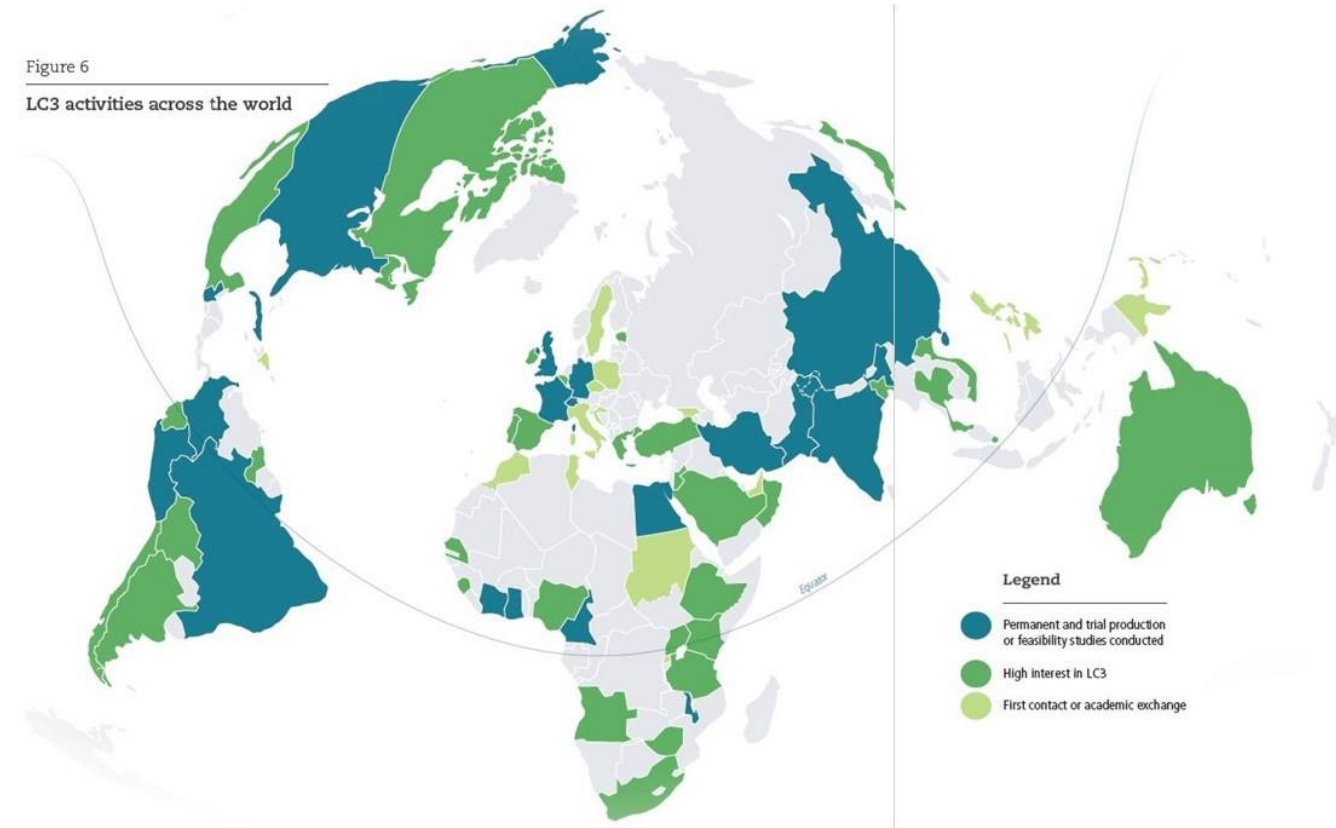 Figure 6
LC3 activities across the world
Equator
Legend
Permanent and trial production
or feasibility studies conducted
High interest in LC3
First contact or academic exchange